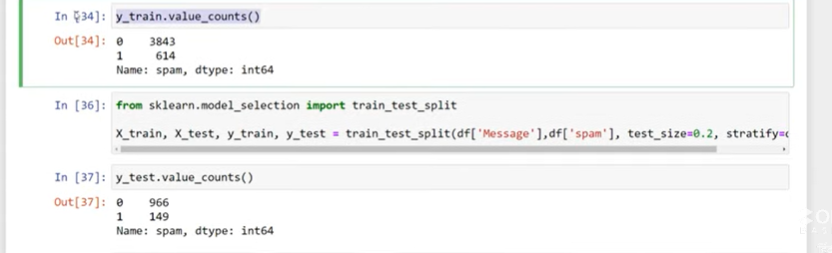 In [34]: y_train.value_counts()
Out[34]: 0 3843
1 614
Name: spam, dtype: int64
In [36]: from sklearn.model_selection import train_test_split
X_train, X_test, y_train, y_test = train_test_split(df['Message'],df['spam'], test_size=0.2, stratify=
In [37]: y_test.value_counts()
Out[37]: 0 966
1 149
Name: spam, dtype: int64